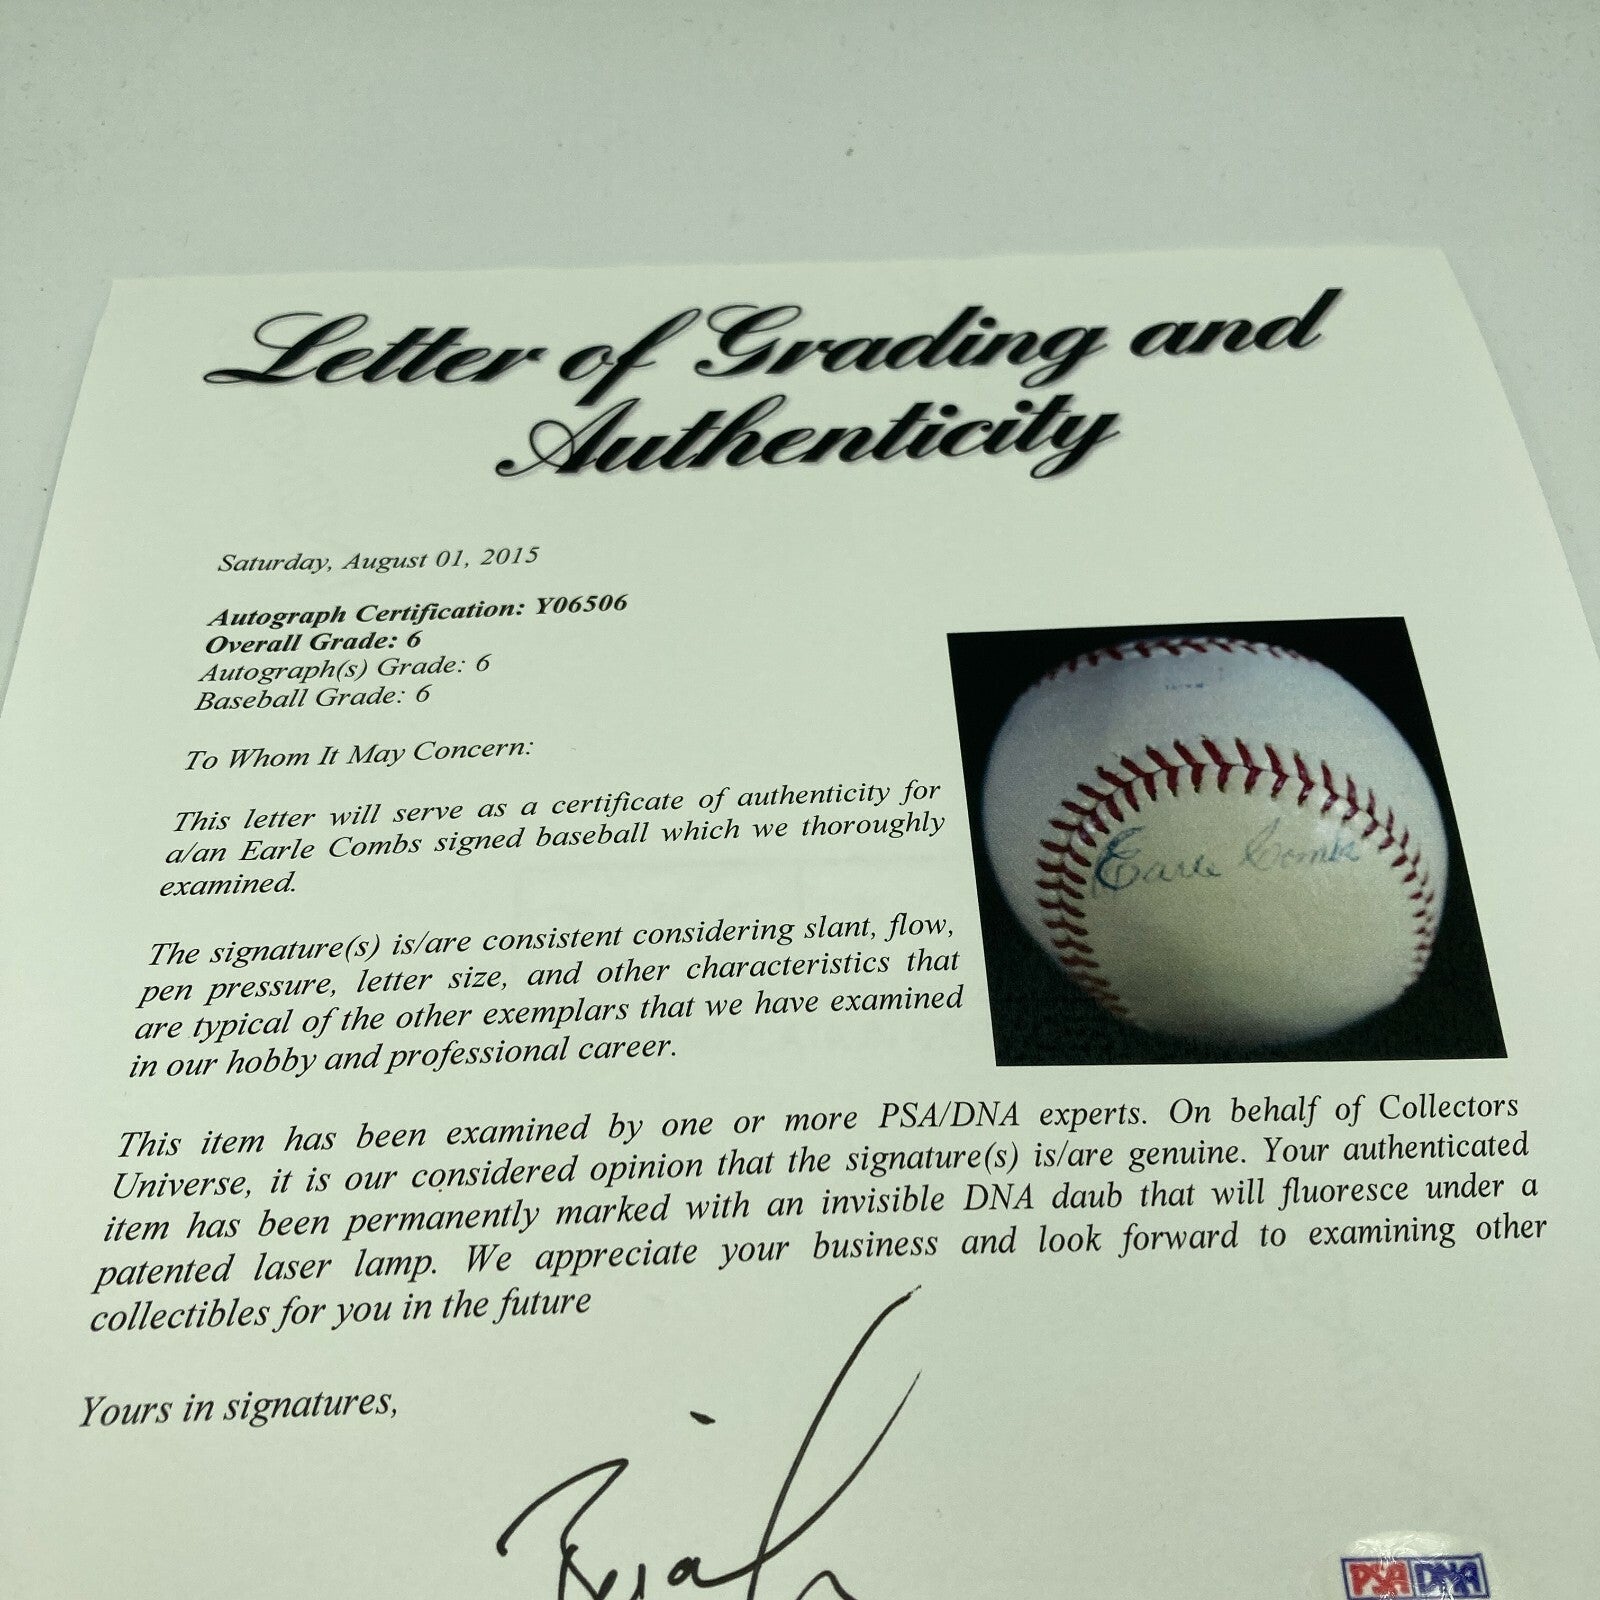 Letter of Grading and
Authenticity
Saturday, August 01, 2015
Autograph Certification: Y06506
Overall Grade: 6
Autograph(s) Grade: 6
Baseball Grade: 6
To Whom It May Concern:
This letter will serve as a certificate of authenticity for
a/an Earle Combs signed baseball which we thoroughly
examined.
Earle Combs
The signature(s) is/are consistent considering slant, flow,
pen pressure, letter size, and other characteristics that
are typical of the other exemplars that we have examined
in our hobby and professional career.
This item has been examined by one or more PSA/DNA experts. On behalf of Collectors
Universe, it is our considered opinion that the signature(s) is/are genuine. Your authenticated
item has been permanently marked with an invisible DNA daub that will fluoresce under a
patented laser lamp. We appreciate your business and look forward to examining other
collectibles for you in the future
Yours in signatures,
PSA DNA